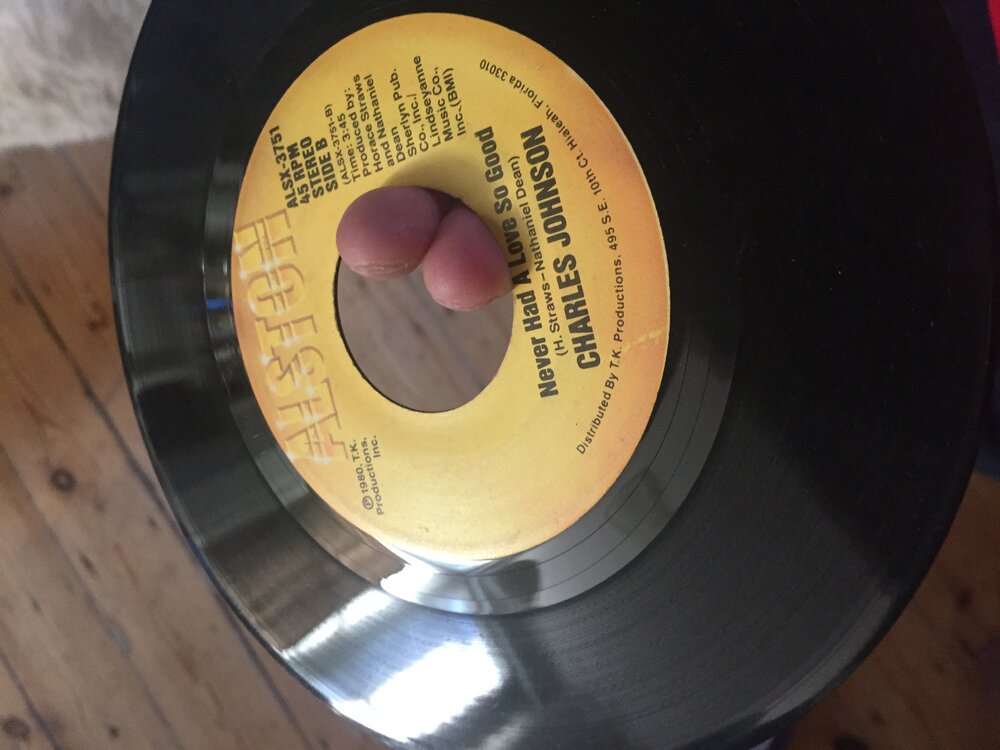 ALSTON
ALSX-3751
45 RPM
STEREO
SIDE B
(ALSX-3751-B)
Time: 3:45
Produced by:
Horace Straws
and Nathaniel
Dean
Sherlyn Pub.
Co., Inc./
Lindseyanne
Music Co.,
Inc., (BMI)
℗ 1980, T.K.
Productions,
Inc.
Never Had A Love So Good
(H. Straws-Nathaniel Dean)
CHARLES JOHNSON
Distributed By T.K. Productions, 495 S.E. 10th Ct. Hialeah, Florida 33010